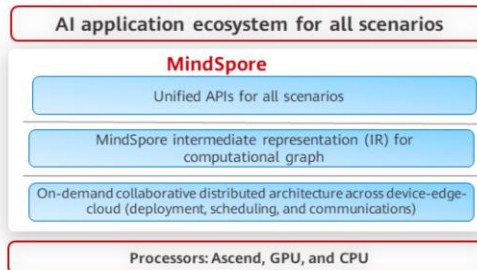 AI application ecosystem for all scenarios
MindSpore
Unified APIs for all scenarios
MindSpore intermediate representation (IR) for
computational graph
On-demand collaborative distributed architecture across device-edge-
cloud (deployment, scheduling, and communications)
Processors: Ascend, GPU, and CPU